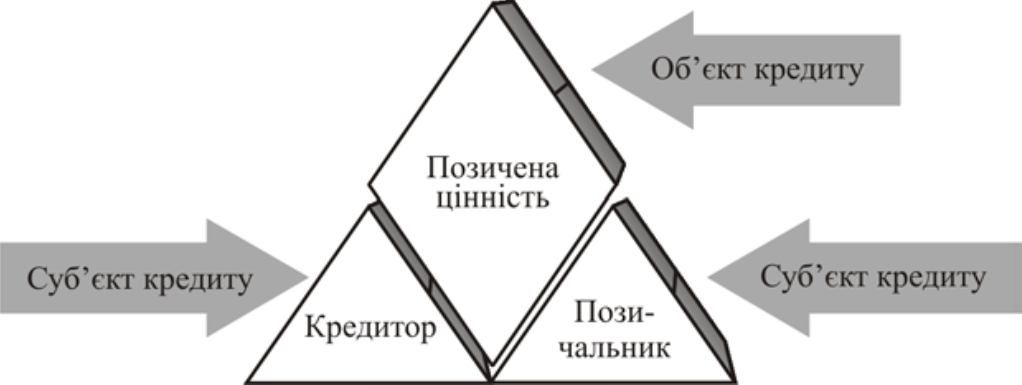 Об’єкт кредиту
Позичена
цінність
Суб’єкт кредиту
Суб’єкт кредиту
Кредитор
Пози-
чальник